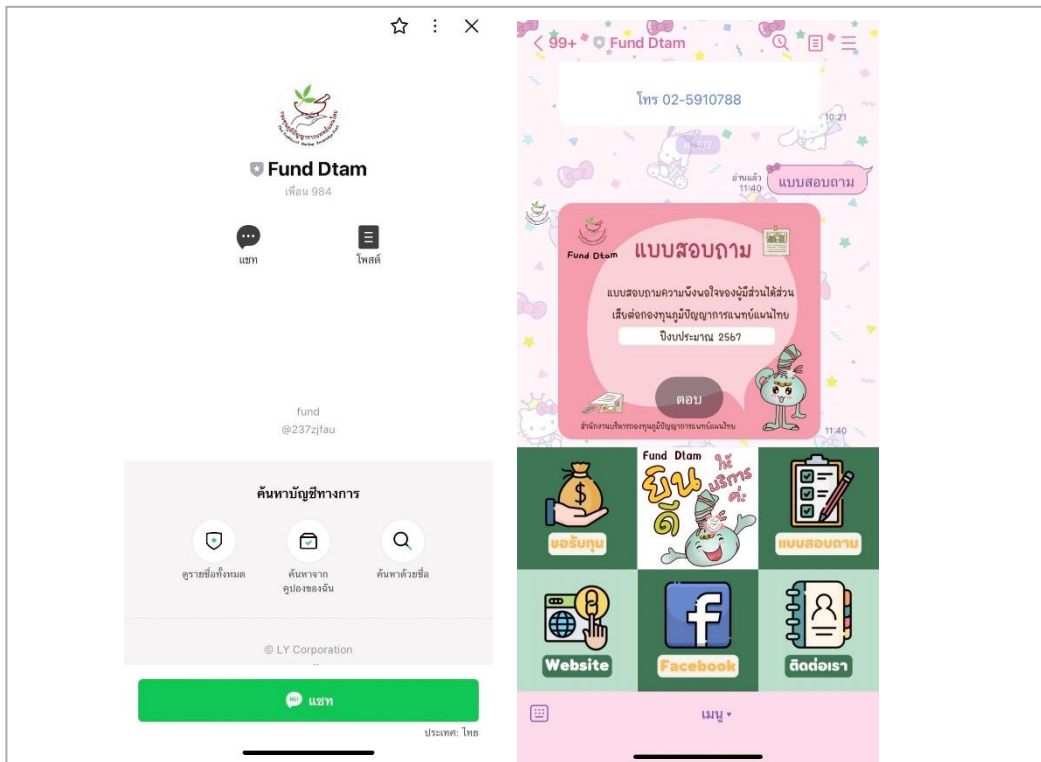 Fund Dtam
เพื่อน 984
แชท
โพสต์
fund
@237zjfau
ค้นหาบัญชีทางการ
ดูรายชื่อทั้งหมด
ค้นหาจาก
คูปองของฉัน
ค้นหาด้วยชื่อ
© LY Corporation
แชท
ประเทศ: ไทย
99+
Fund Dtam
โทร 02-5910788
10:21
อ่านแล้ว
11:40
แบบสอบถาม
Fund Dtam
แบบสอบถาม
แบบสอบถามความพึงพอใจของผู้มีส่วนได้ส่วน
เสียต่อกองทุนภูมิปัญญาการแพทย์แผนไทย
ปีงบประมาณ 2567
ตอบ
สำนักงานบริหารกองทุนภูมิปัญญาการแพทย์แผนไทย
11:40
ขอรับทุน
Fund Dtam
ยินดี
ให้
บริการ
ค่ะ
แบบสอบถาม
Website
Facebook
ติดต่อเรา
เมนู